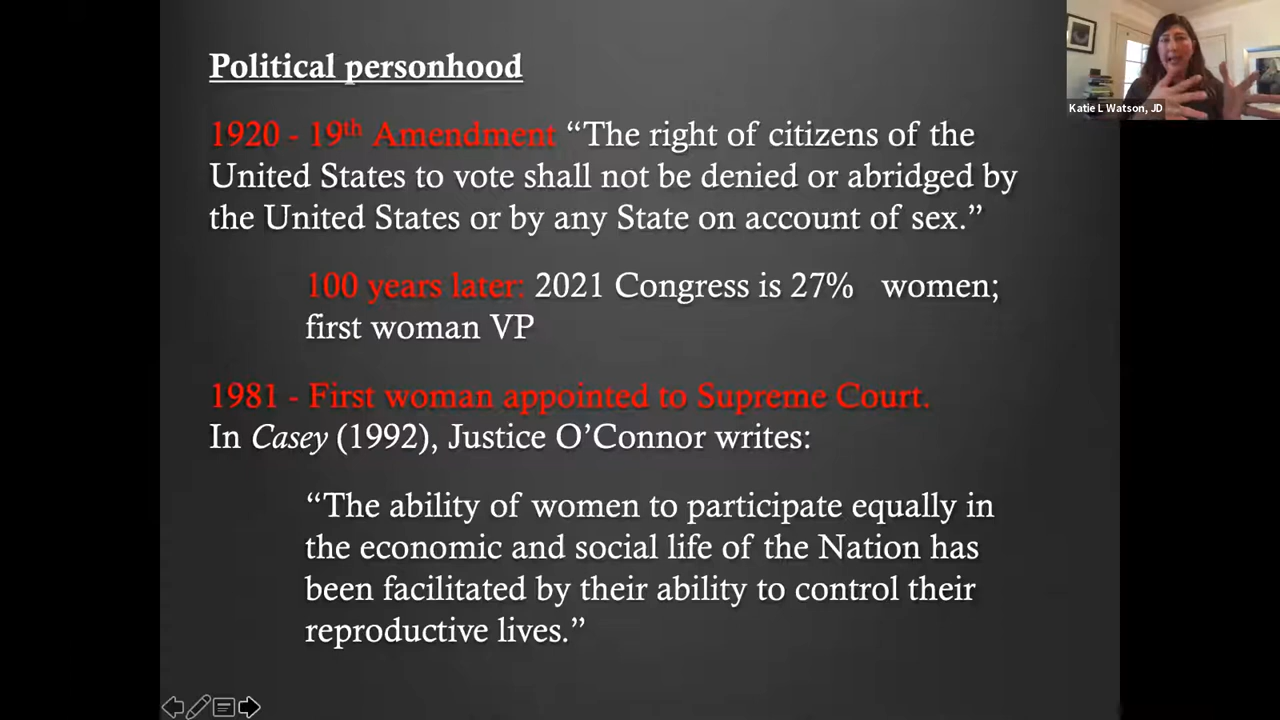 Political personhood
1920 - 19th Amendment “The right of citizens of the
United States to vote shall not be denied or abridged by
the United States or by any State on account of sex.”
100 years later: 2021 Congress is 27% women;
first woman VP
1981 - First woman appointed to Supreme Court.
In Casey (1992), Justice O’Connor writes:
“The ability of women to participate equally in
the economic and social life of the Nation has
been facilitated by their ability to control their
reproductive lives.”
Katie L Watson, JD